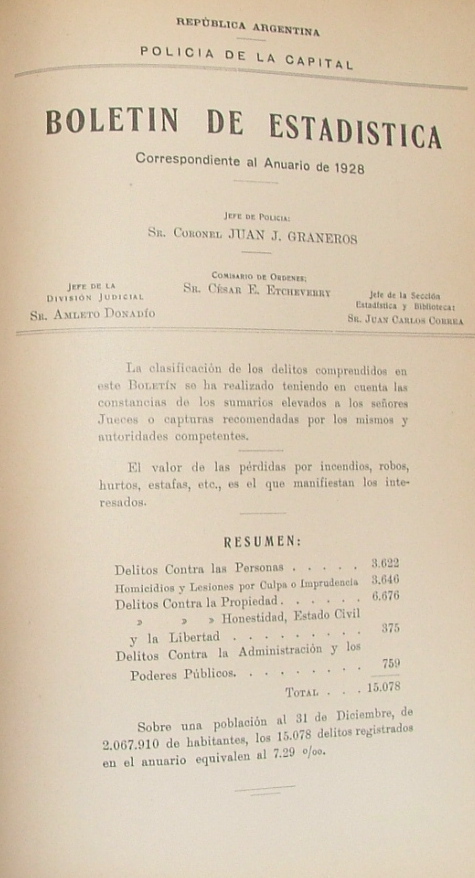 REPÚBLICA ARGENTINA
POLICIA DE LA CAPITAL
BOLETIN DE ESTADISTICA
Correspondiente al Anuario de 1928
JEFE DE POLICIA:
SR. CORONEL JUAN J. GRANEROS
JEFE DE LA
DIVISIÓN JUDICIAL
SR. AMLETO DONADÍO
COMISARIO DE ORDENES:
SR. CÉSAR E. ETCHEVERRY
Jefe de la Sección
Estadística y Biblioteca:
SR. JUAN CARLOS CORREA
La clasificación de los delitos comprendidos en
este BOLETÍN se ha realizado teniendo en cuenta las
constancias de los sumarios elevados a los señores
Jueces o capturas recomendadas por los mismos y
autoridades competentes.
El valor de las pérdidas por incendios, robos,
hurtos, estafas, etc., es el que manifiestan los inte-
resados.
RESUMEN:
Delitos Contra las Personas . . . . . 3.622
Homicidios y Lesiones por Culpa o Imprudencia 3.646
Delitos Contra la Propiedad . . . . . . 6.676
» » » Honestidad, Estado Civil
y la Libertad . . . . . . . . . 375
Delitos Contra la Administración y los
Poderes Públicos. . . . . . . . 759
TOTAL . . . 15.078
Sobre una población al 31 de Diciembre, de
2.067.910 de habitantes, los 15.078 delitos registrados
en el anuario equivalen al 7.29 o/oo.